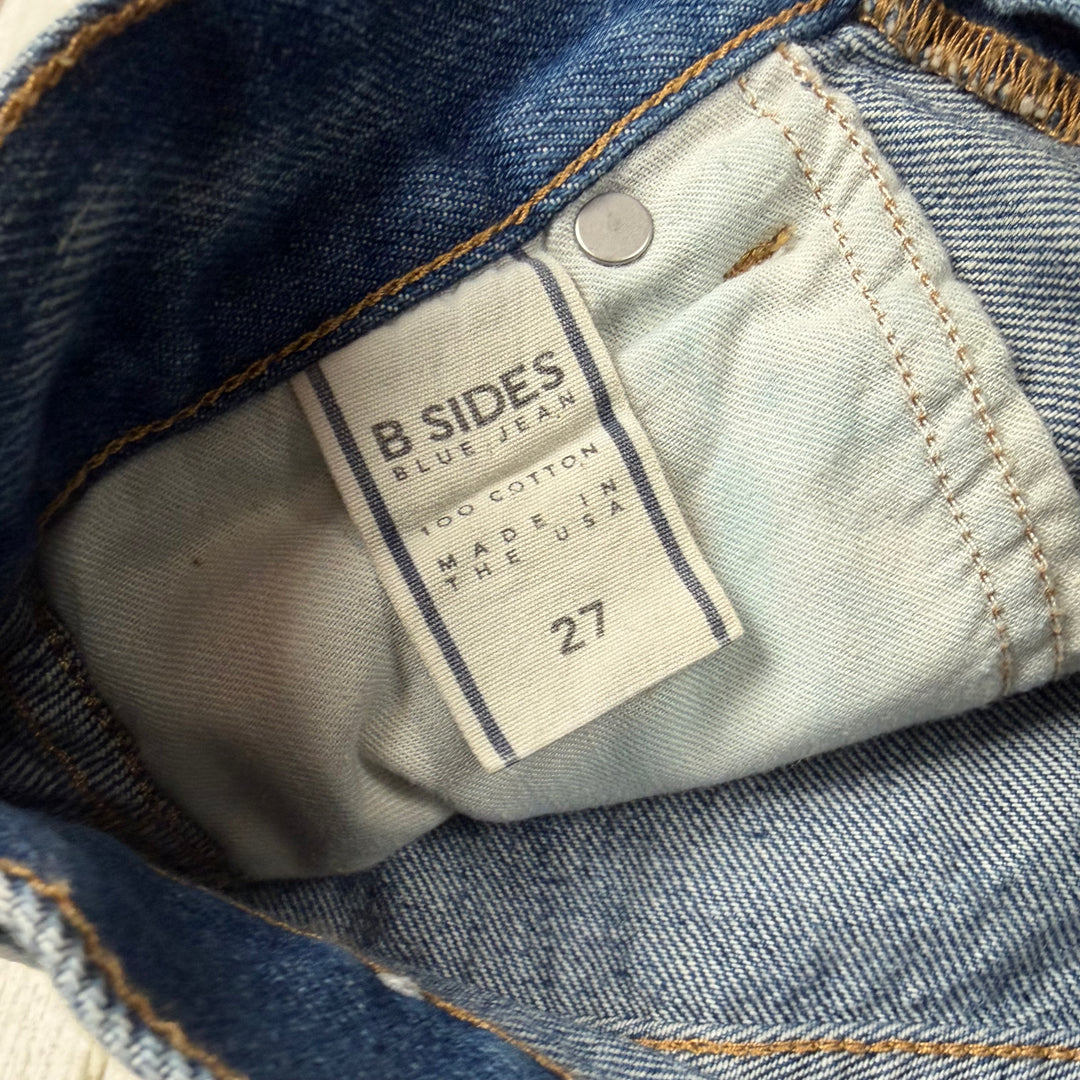 B SIDES
BLUE JEAN
100 COTTON
MADE IN
THE USA
27